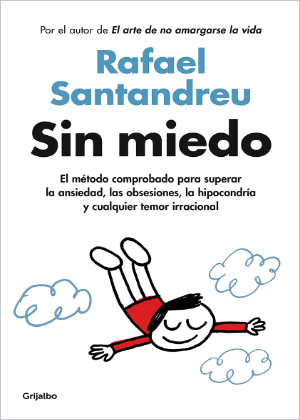 Por el autor de El arte de no amargarse la vida
Rafael
Santandreu
Sin miedo
El método comprobado para superar
la ansiedad, las obsesiones, la hipocondría
y cualquier temor irracional
Grijalbo